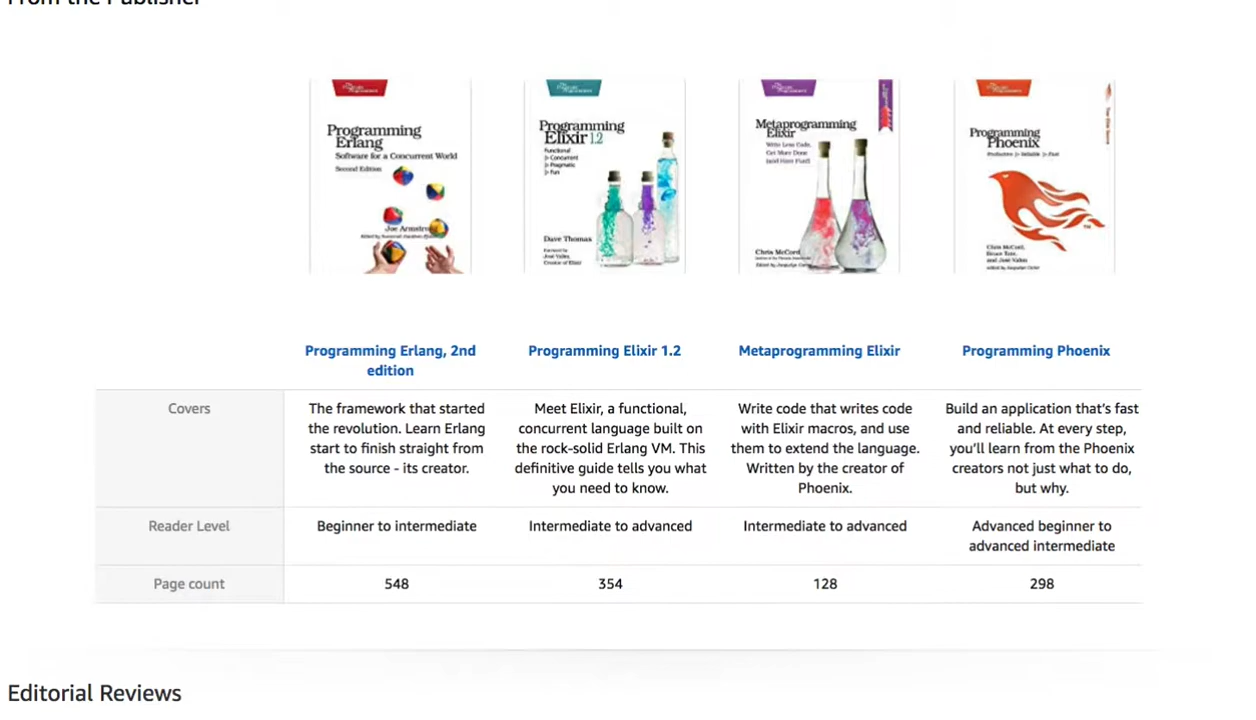 From the Publisher
Programming
Erlang
Software for a Concurrent World
Second Edition
Joe Armstrong
Programming
Elixir 1.2
Functional
|> Concurrent
|> Pragmatic
|> Fun
Dave Thomas
Foreword by
José Valim,
Creator of Elixir
Metaprogramming
Elixir
Write Less Code,
Get More Done
(and Have Fun!)
Chris McCord
Programming
Phoenix
Productive |> Reliable |> Fast
Chris McCord,
Bruce Tate,
and José Valim
Programming Erlang, 2nd
edition
Programming Elixir 1.2
Metaprogramming Elixir
Programming Phoenix
Covers
The framework that started
the revolution. Learn Erlang
start to finish straight from
the source - its creator.
Meet Elixir, a functional,
concurrent language built on
the rock-solid Erlang VM. This
definitive guide tells you what
you need to know.
Write code that writes code
with Elixir macros, and use
them to extend the language.
Written by the creator of
Phoenix.
Build an application that's fast
and reliable. At every step,
you'll learn from the Phoenix
creators not just what to do,
but why.
Reader Level
Beginner to intermediate
Intermediate to advanced
Intermediate to advanced
Advanced beginner to
advanced intermediate
Page count
548
354
128
298
Editorial Reviews